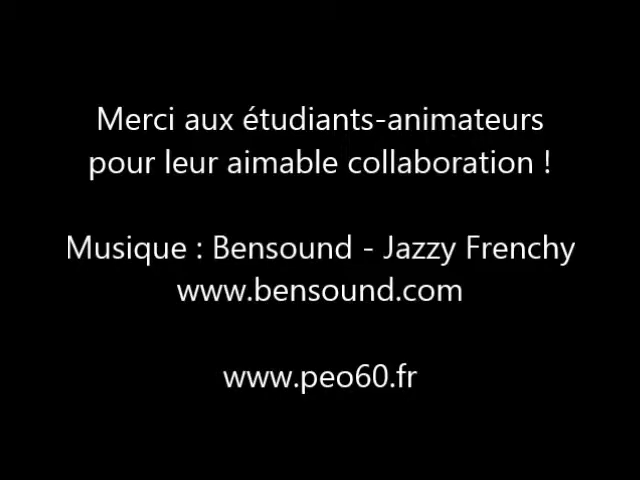 Merci aux étudiants-animateurs
pour leur aimable collaboration !
Musique : Bensound - Jazzy Frenchy
www.bensound.com
www.peo60.fr